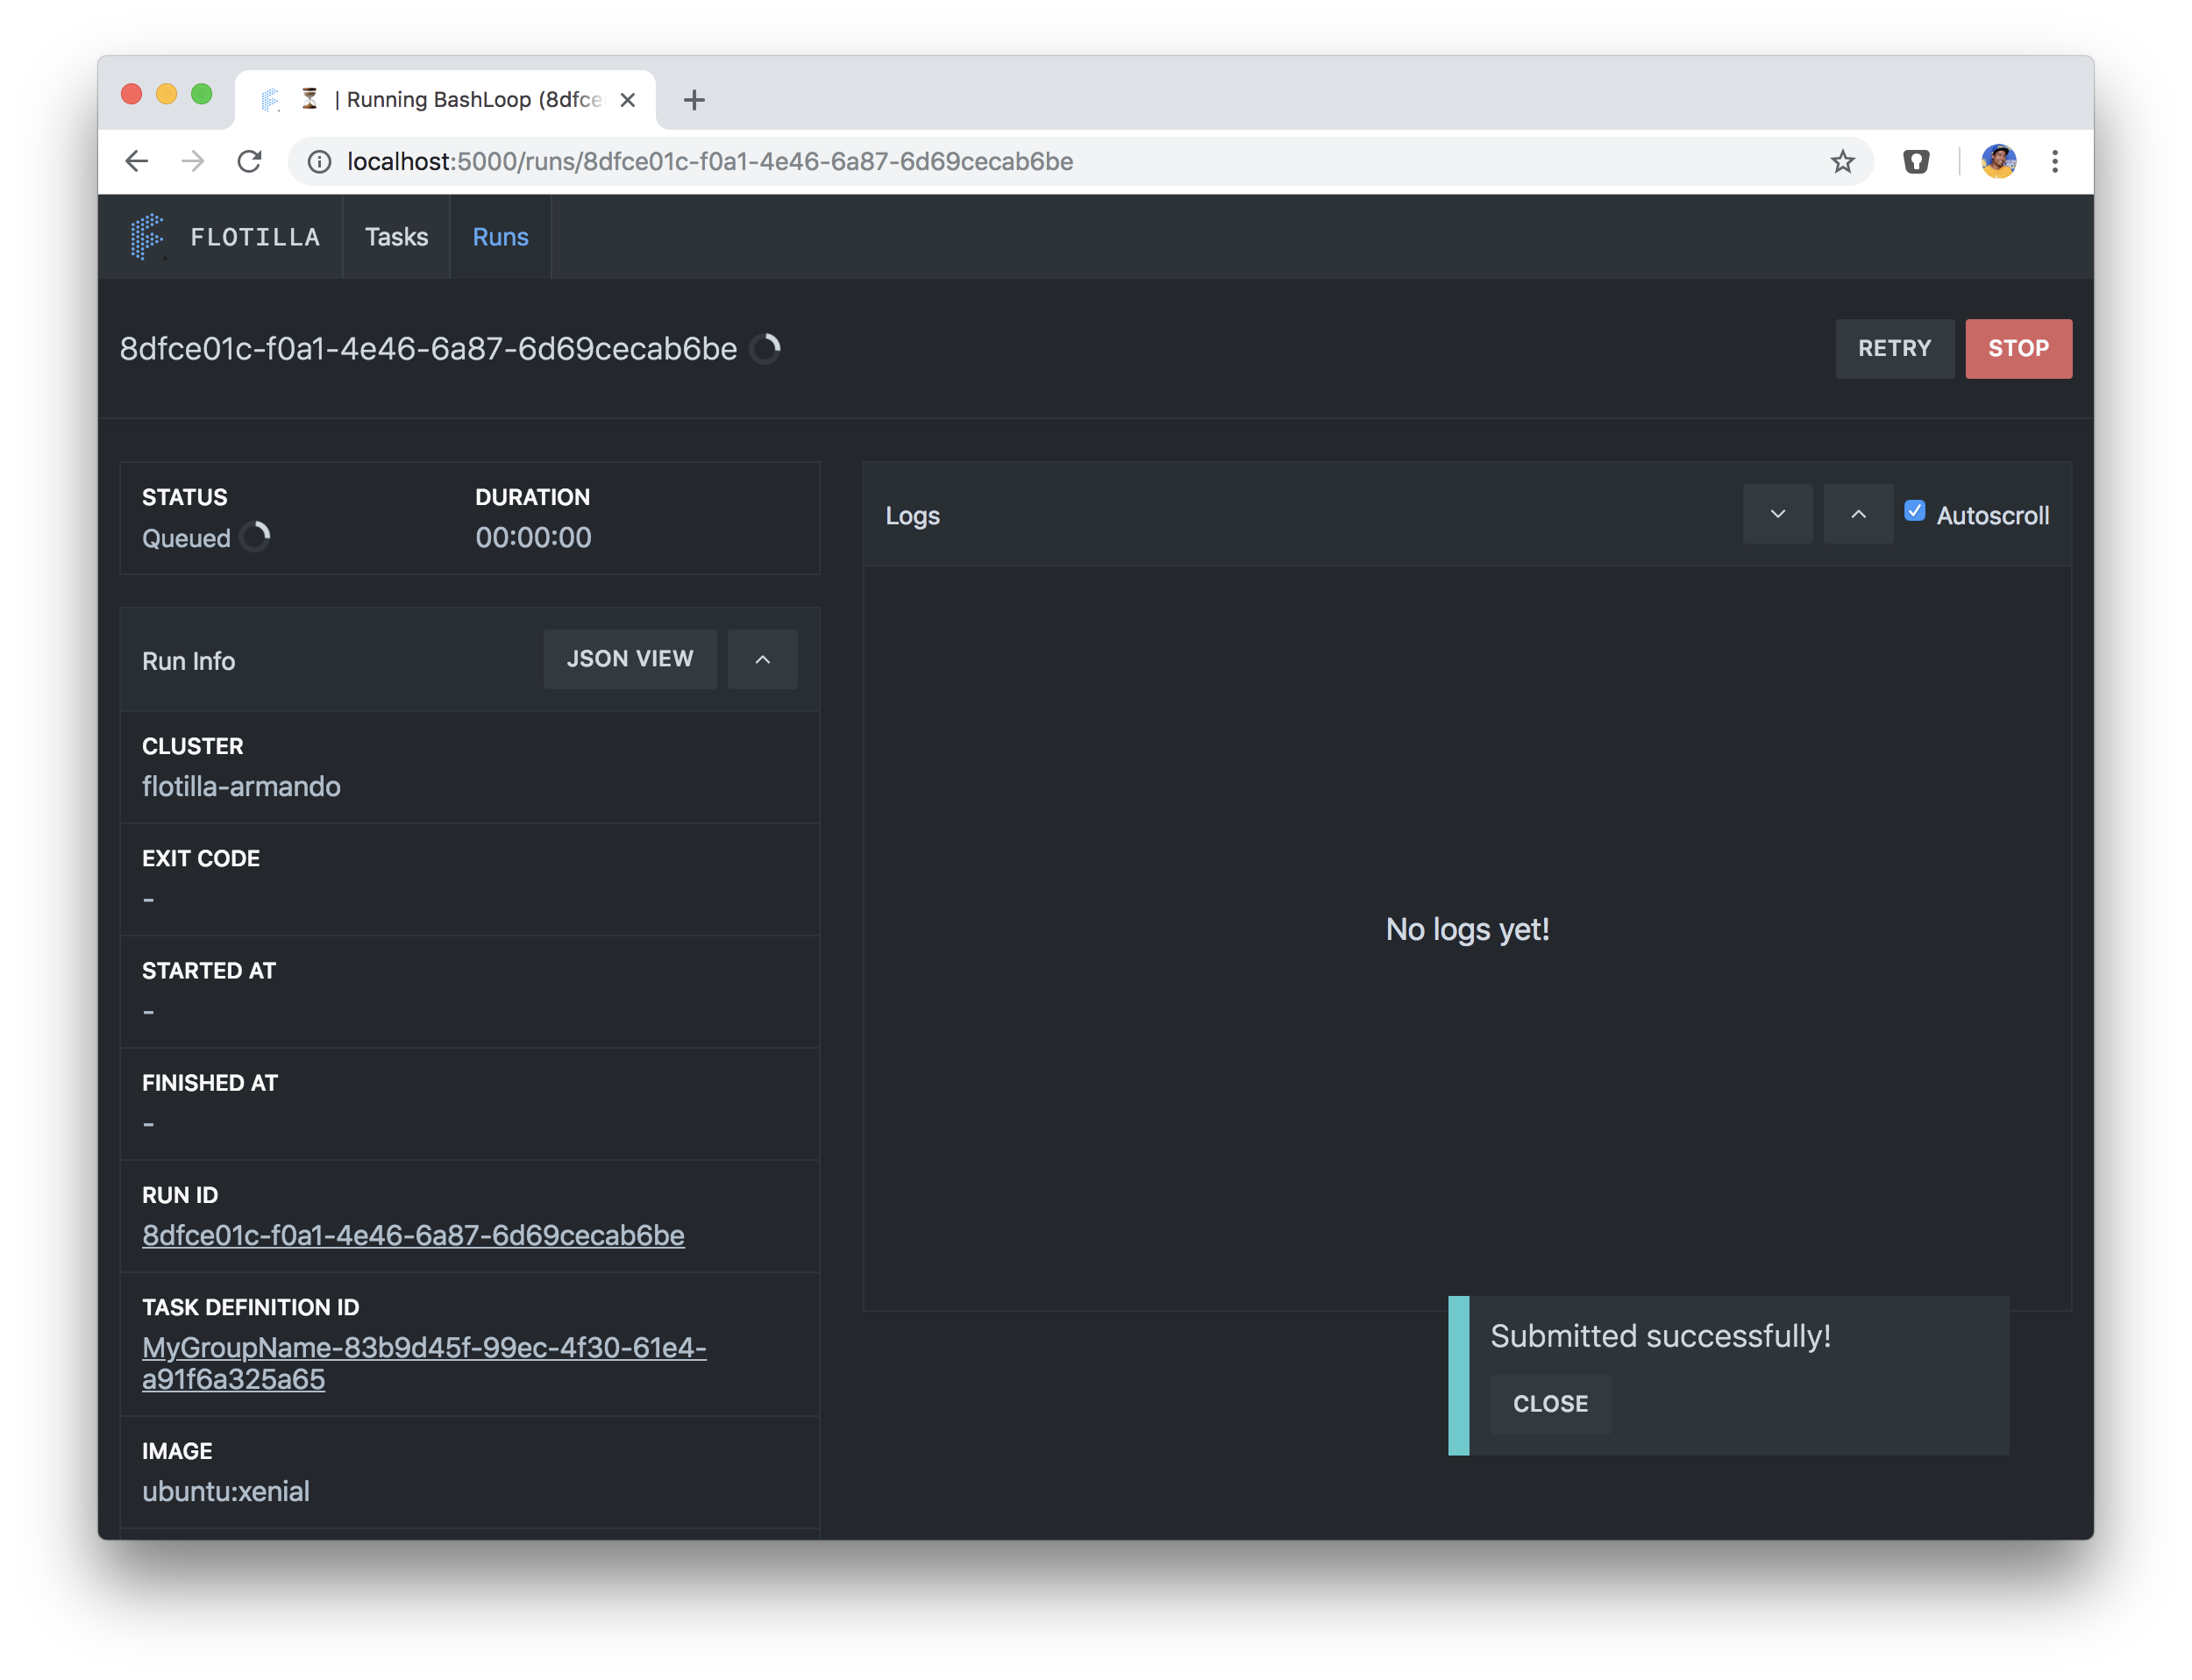 | Running BashLoop (8dfce
localhost:5000/runs/8dfce01c-f0a1-4e46-6a87-6d69cecab6be
FLOTILLA Tasks Runs
8dfce01c-f0a1-4e46-6a87-6d69cecab6be RETRY STOP
STATUS DURATION
Queued 00:00:00
Run Info JSON VIEW
CLUSTER
flotilla-armando
EXIT CODE
-
STARTED AT
-
FINISHED AT
-
RUN ID
8dfce01c-f0a1-4e46-6a87-6d69cecab6be
TASK DEFINITION ID
MyGroupName-83b9d45f-99ec-4f30-61e4-
a91f6a325a65
IMAGE
ubuntu:xenial
Logs Autoscroll
No logs yet!
Submitted successfully!
CLOSE